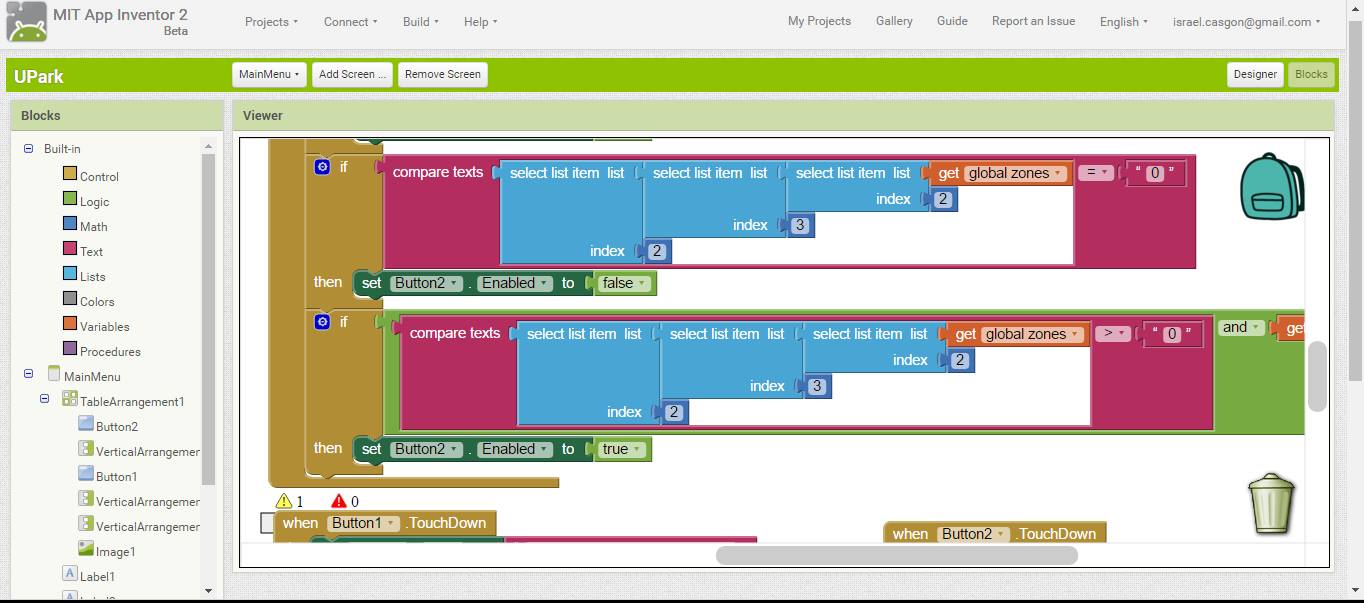 MIT App Inventor 2
Beta
Projects Connect Build Help
My Projects Gallery Guide Report an Issue English israel.casgon@gmail.com
UPark
MainMenu Add Screen ... Remove Screen
Designer Blocks
Blocks
Built-in
Control
Logic
Math
Text
Lists
Colors
Variables
Procedures
MainMenu
TableArrangement1
Button2
VerticalArrangemer
Button1
VerticalArrangemer
VerticalArrangemer
Image1
Label1
Viewer
if compare texts select list item list select list item list select list item list get global zones = " 0 "
index 2
index 3
index 2
then set Button2 . Enabled to false
if compare texts select list item list select list item list select list item list get global zones > " 0 " and ge
index 2
index 3
index 2
then set Button2 . Enabled to true
1 0
when Button1 .TouchDown
when Button2 .TouchDown